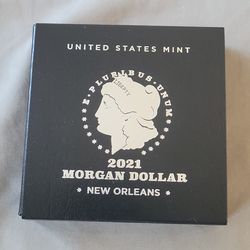 UNITED STATES MINT
E·PLURIBUS·UNUM
LIBERTY
2021
MORGAN DOLLAR
★ NEW ORLEANS ★